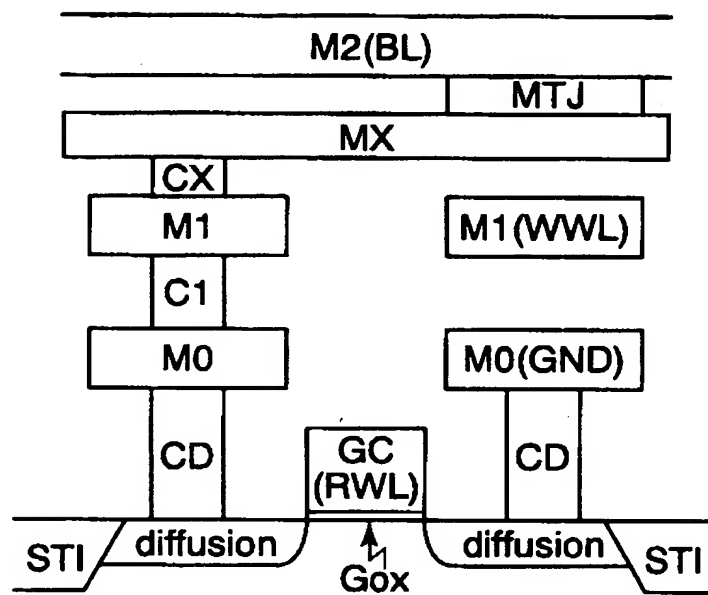 M2(BL)
MTJ
MX
CX
M1
M1(WWL)
C1
M0
M0(GND)
CD
GC
(RWL)
CD
STI
diffusion
diffusion
STI
Gox